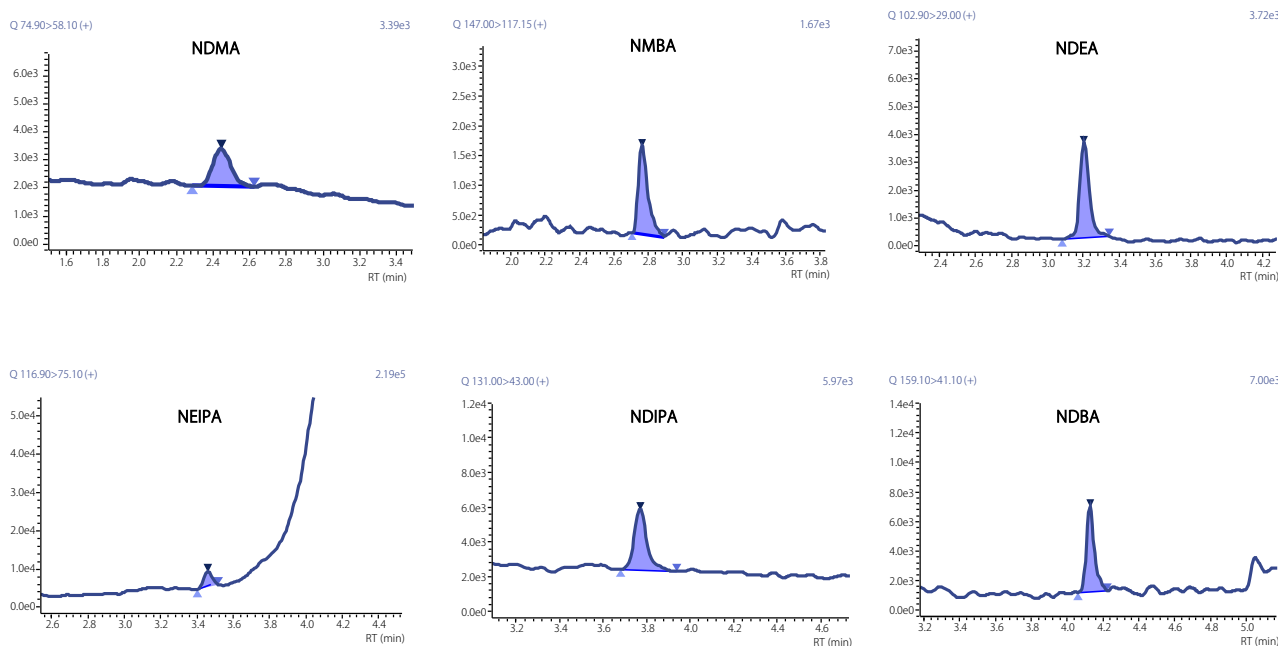 Q 74.90>58.10 (+) 3.39e3
NDMA
6.0e3
5.0e3
4.0e3
3.0e3
2.0e3
1.0e3
0.0e0
1.6 1.8 2.0 2.2 2.4 2.6 2.8 3.0 3.2 3.4
RT (min)
Q 147.00>117.15 (+) 1.67e3
NMBA
3.0e3
2.5e3
2.0e3
1.5e3
1.0e3
5.0e2
0.0e0
2.0 2.2 2.4 2.6 2.8 3.0 3.2 3.4 3.6 3.8
RT (min)
Q 102.90>29.00 (+) 3.72e3
NDEA
7.0e3
6.0e3
5.0e3
4.0e3
3.0e3
2.0e3
1.0e3
0.0e0
2.4 2.6 2.8 3.0 3.2 3.4 3.6 3.8 4.0 4.2
RT (min)
Q 116.90>75.10 (+) 2.19e5
NEIPA
5.0e4
4.0e4
3.0e4
2.0e4
1.0e4
0.0e0
2.6 2.8 3.0 3.2 3.4 3.6 3.8 4.0 4.2 4.4
RT (min)
Q 131.00>43.00 (+) 5.97e3
NDIPA
1.2e4
1.0e4
8.0e3
6.0e3
4.0e3
2.0e3
0.0e0
3.2 3.4 3.6 3.8 4.0 4.2 4.4 4.6
RT (min)
Q 159.10>41.10 (+) 7.00e3
NDBA
1.4e4
1.2e4
1.0e4
8.0e3
6.0e3
4.0e3
2.0e3
0.0e0
3.2 3.4 3.6 3.8 4.0 4.2 4.4 4.6 4.8 5.0
RT (min)